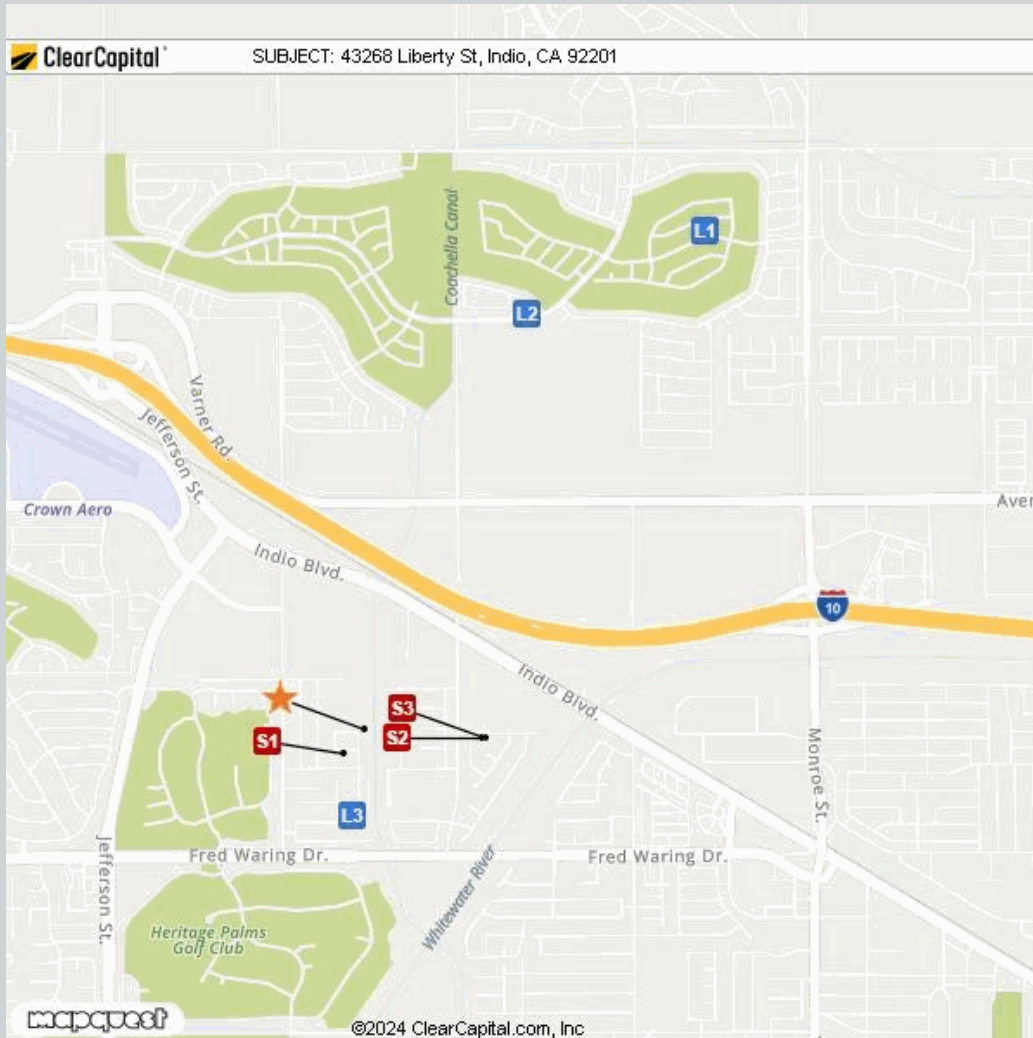 ClearCapital
SUBJECT: 43268 Liberty St, Indio, CA 92201
Coachella Canal
L1
L2
Varner Rd.
Jefferson St.
Crown Aero
Indio Blvd.
10
Indio Blvd.
S3
S1
S2
Monroe St.
L3
Jefferson St.
Fred Waring Dr.
Fred Waring Dr.
Whitewater River
Heritage Palms
Golf Club
mapquest
©2024 ClearCapital.com, Inc